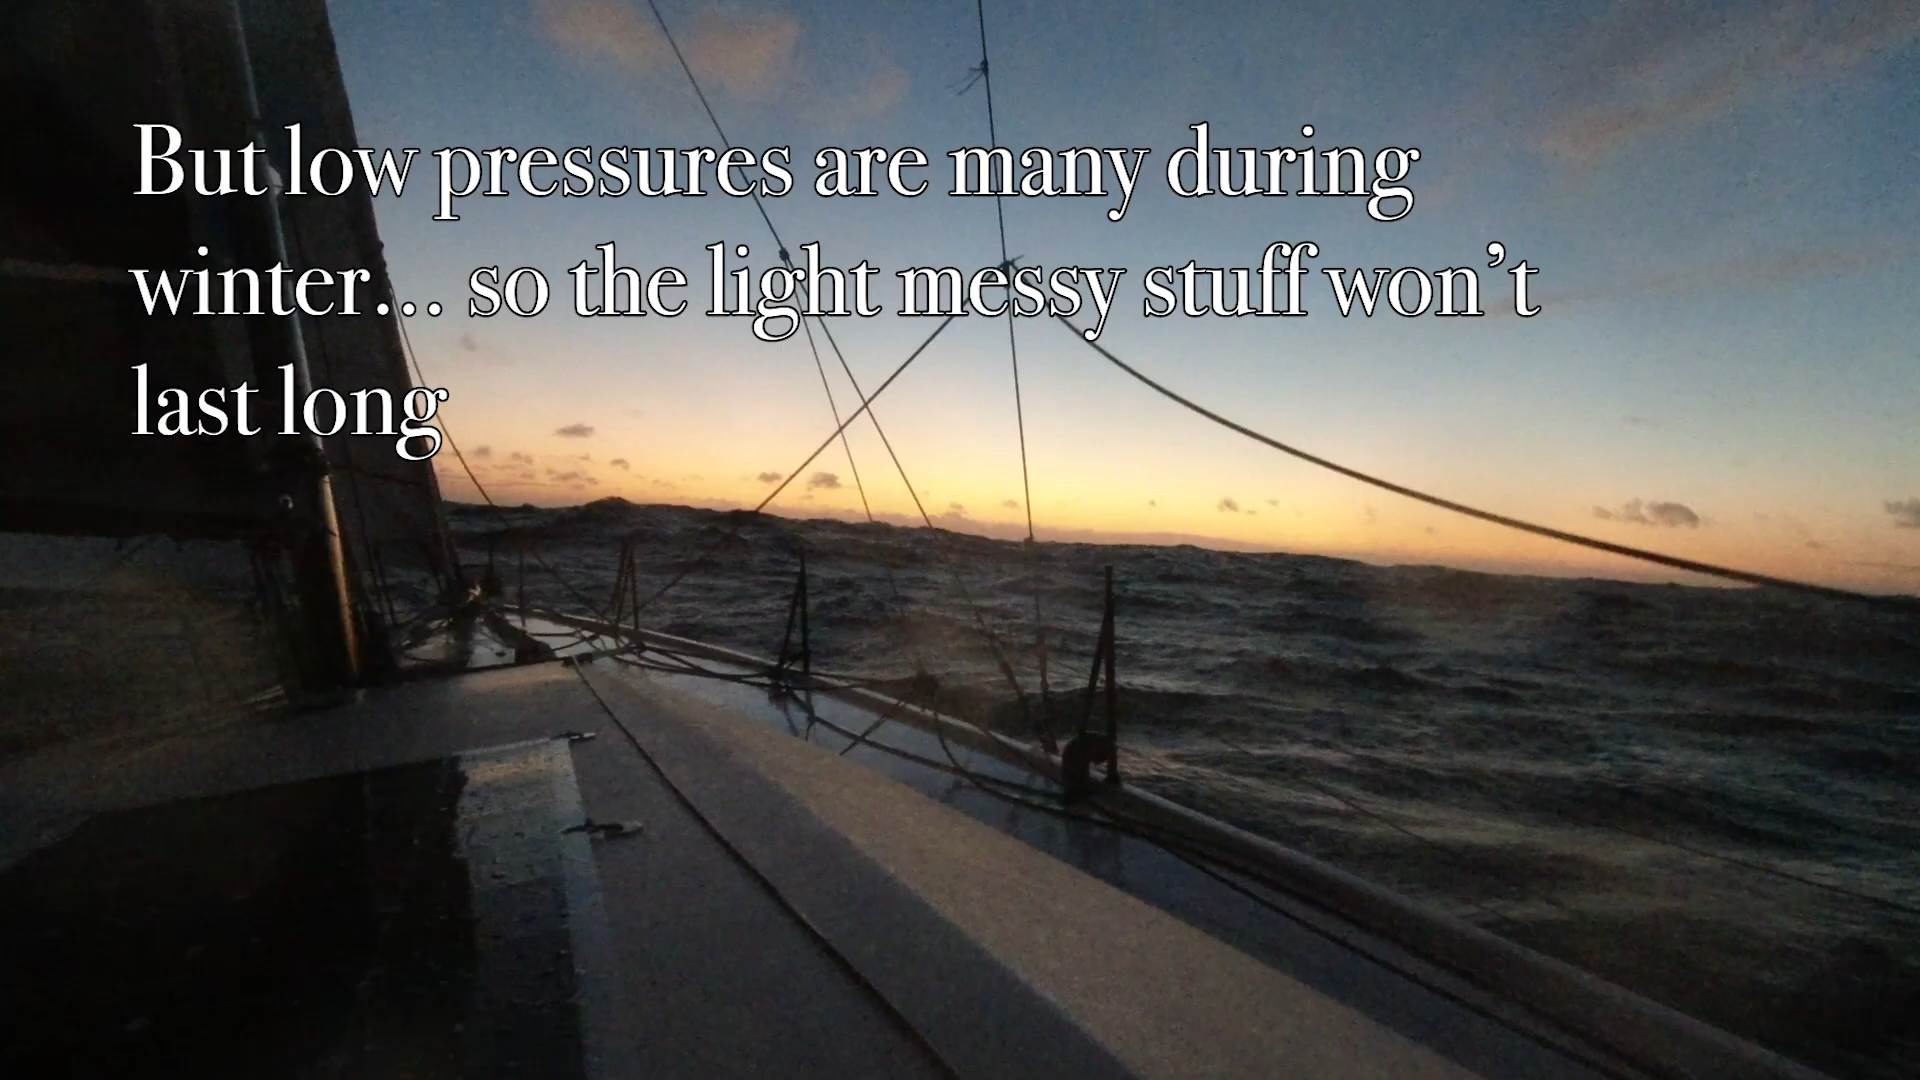 But low pressures are many during
winter... so the light messy stuff won’t
last long